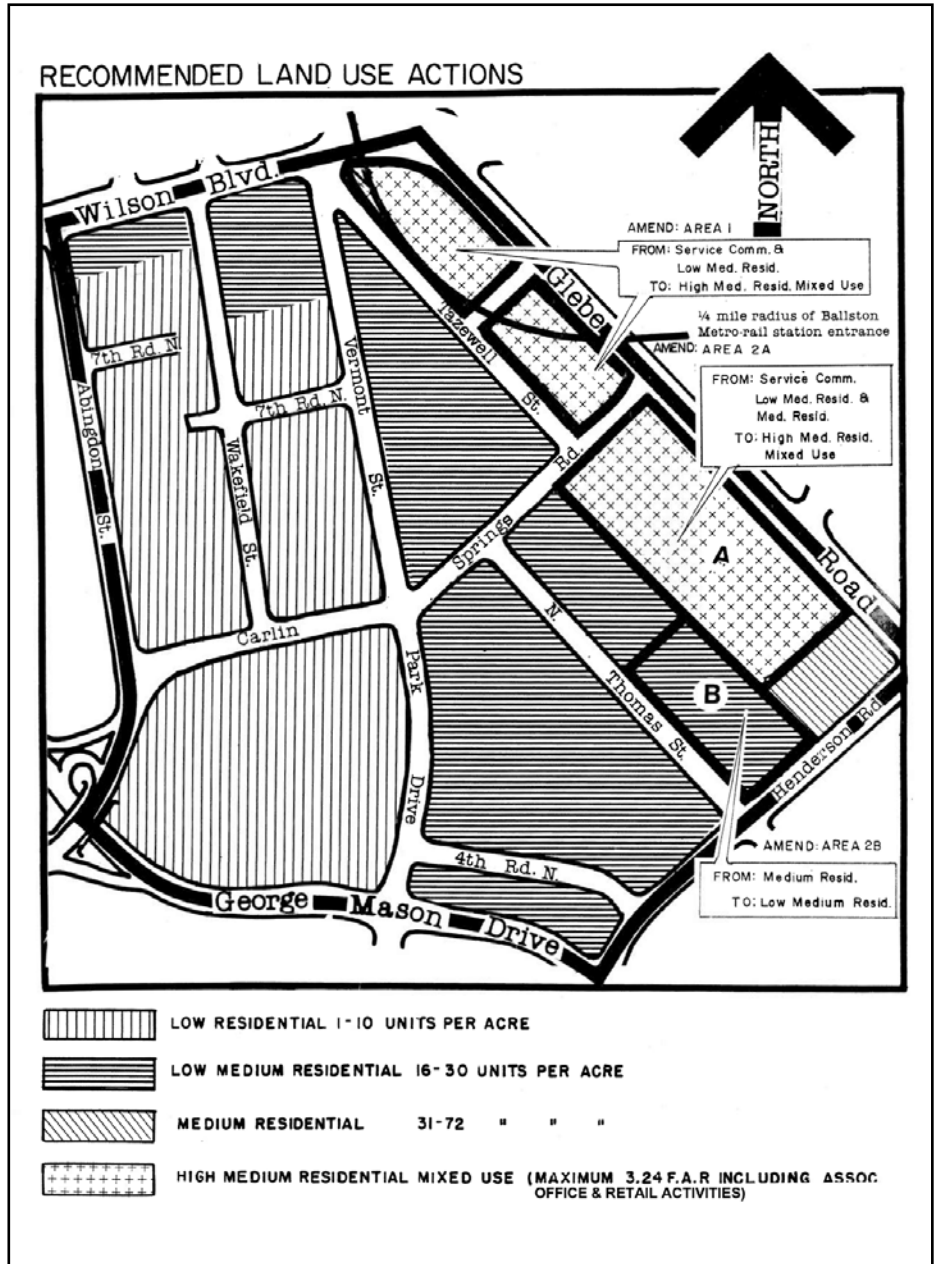 RECOMMENDED LAND USE ACTIONS
NORTH
Wilson Blvd.
AMEND: AREA 1
FROM: Service Comm. &
Low Med. Resid.
TO: High Med. Resid. Mixed Use
Glebe
1/4 mile radius of Ballston
Metro-rail station entrance
AMEND: AREA 2A
FROM: Service Comm.
Low Med. Resid. &
Med. Resid.
TO: High Med. Resid.
Mixed Use
Tazewell St.
7th Rd. N.
Vermont St.
7th Rd. N.
Abingdon St.
Wakefield St.
Springs Rd.
A
Road
Carlin
N. Thomas St.
Park Drive
B
Henderson Rd
4th Rd. N.
AMEND: AREA 2B
FROM: Medium Resid.
TO: Low Medium Resid.
George Mason Drive
LOW RESIDENTIAL 1-10 UNITS PER ACRE
LOW MEDIUM RESIDENTIAL 16-30 UNITS PER ACRE
MEDIUM RESIDENTIAL 31-72 " " "
HIGH MEDIUM RESIDENTIAL MIXED USE (MAXIMUM 3.24 F.A.R INCLUDING ASSOC
OFFICE & RETAIL ACTIVITIES)